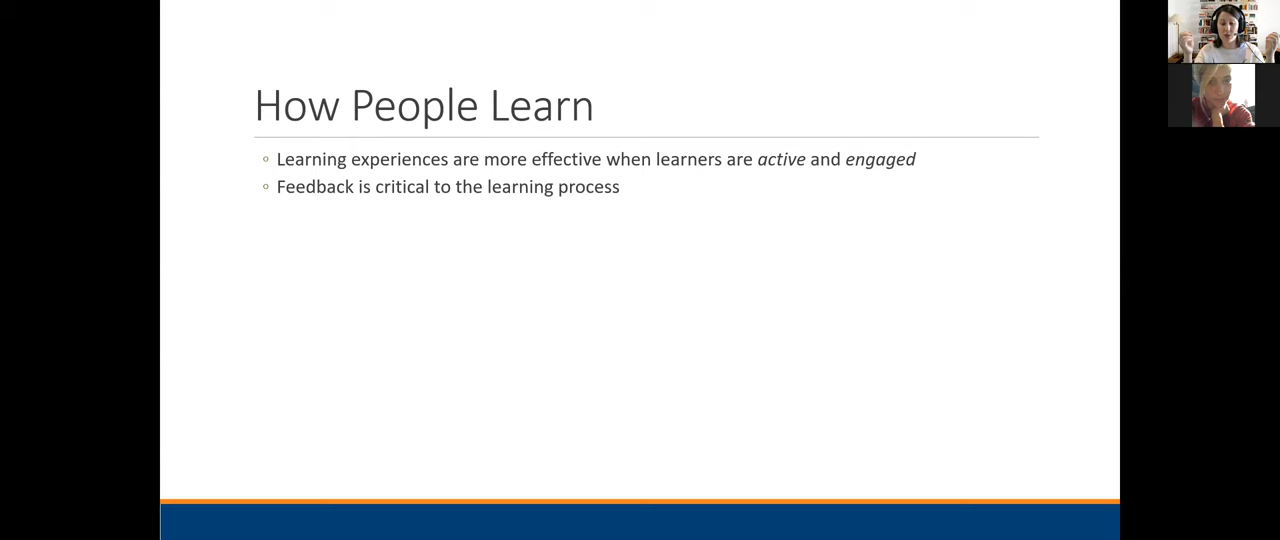 How People Learn
Learning experiences are more effective when learners are active and engaged
Feedback is critical to the learning process